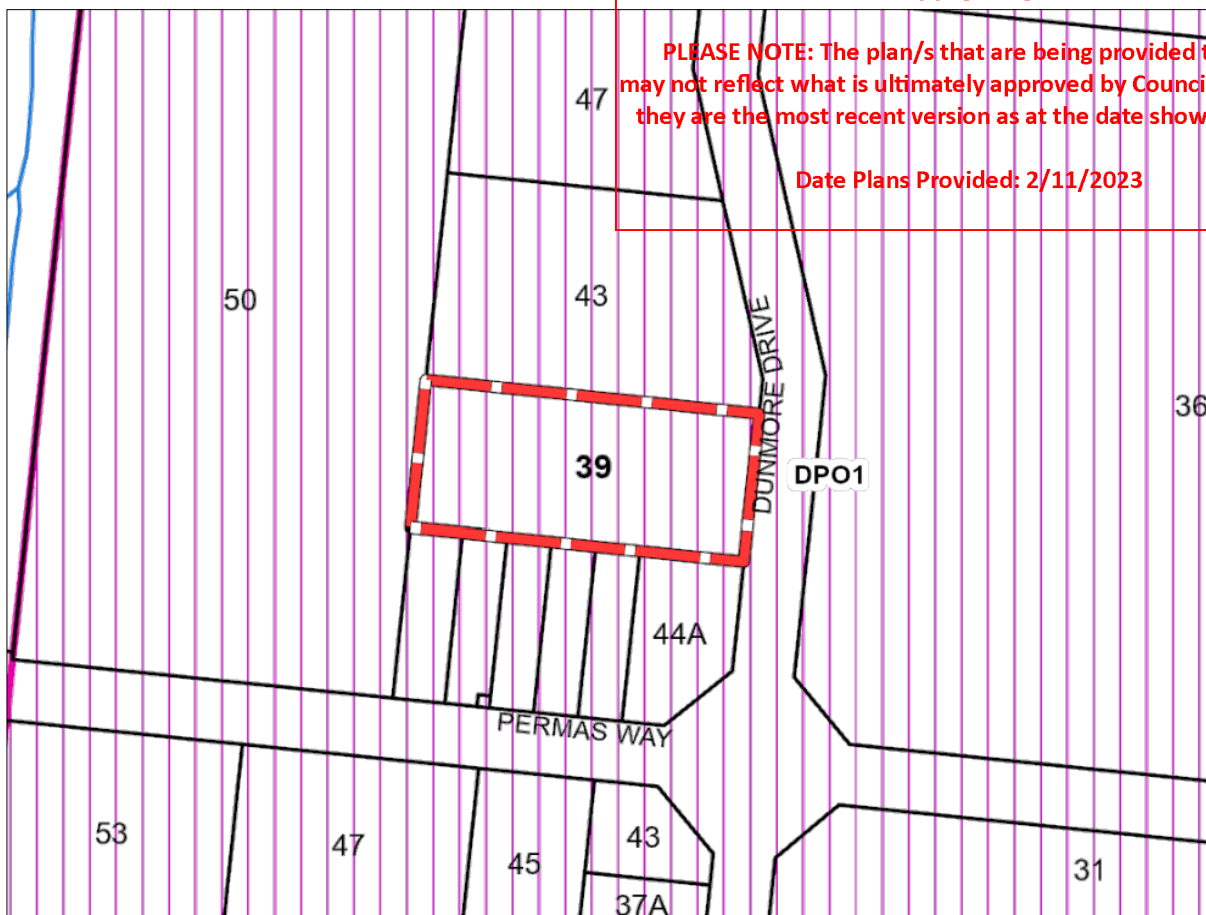 PLEASE NOTE: The plan/s that are being provided
may not reflect what is ultimately approved by
they are the most recent version as at the date
Date Plans Provided: 2/11/2023
47
50
43
DUNMORE DRIVE
36
39
DPO1
44A
PERMAS WAY
53
47
45
43
31
37A